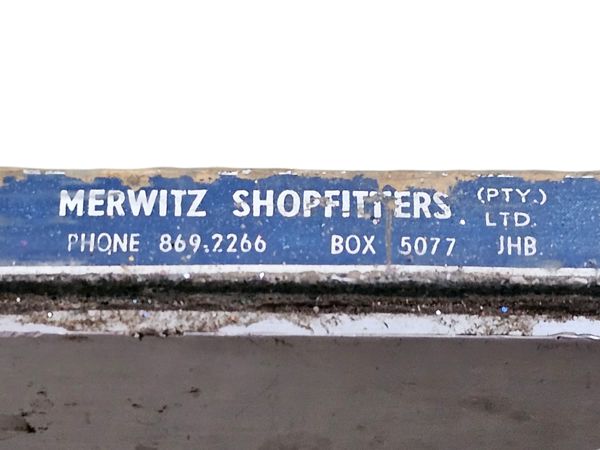 MERWITZ SHOPFITTERS (PTY.) LTD.
PHONE 869.2266 BOX 5077 JHB.